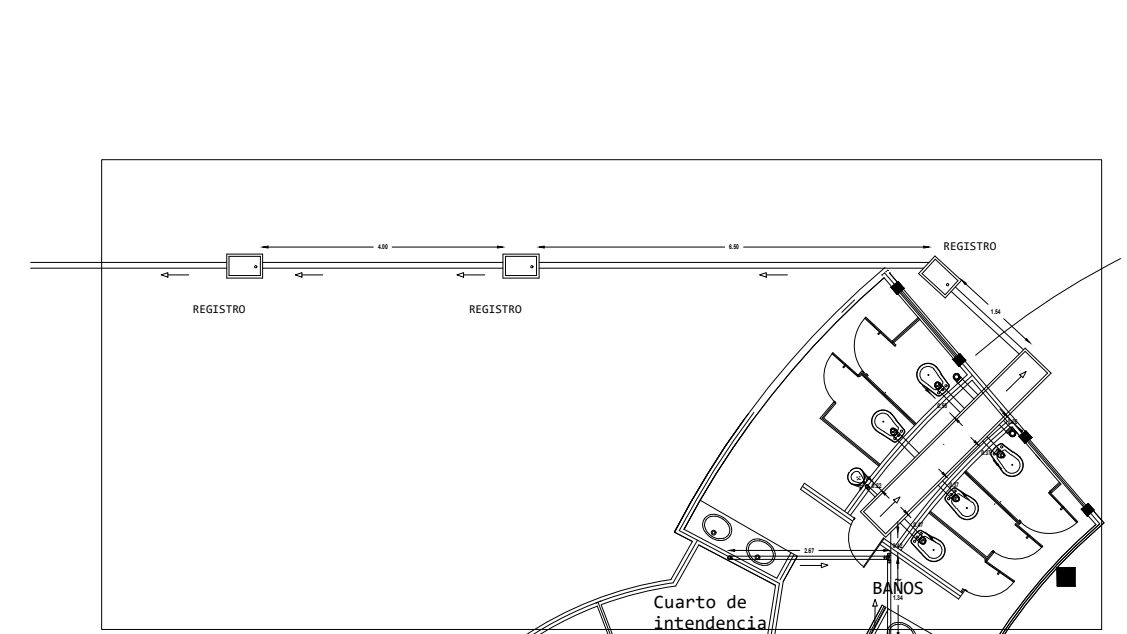 4.00
6.50
REGISTRO
REGISTRO
REGISTRO
1.54
2.67
BAÑOS
1.34
Cuarto de
intendencia